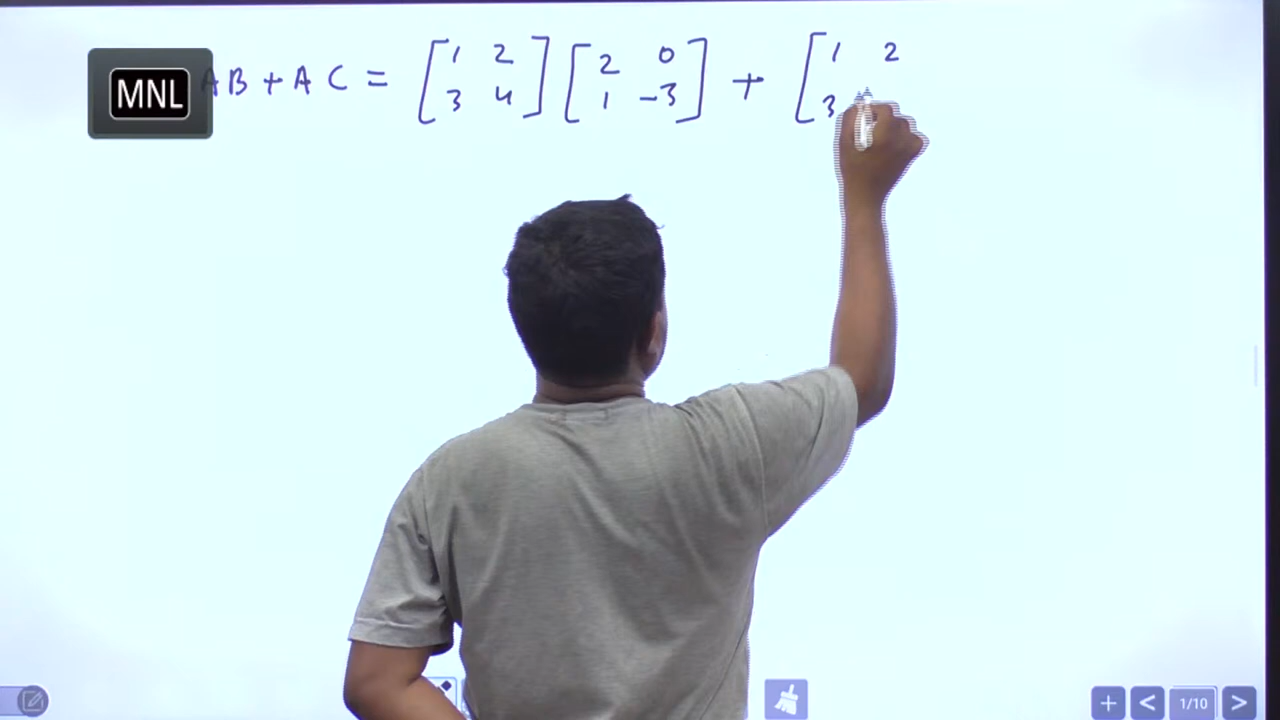 MNL
AB + AC = [1 2 [2 0 + [1 2
3 4] 1 -3] 3
1/10